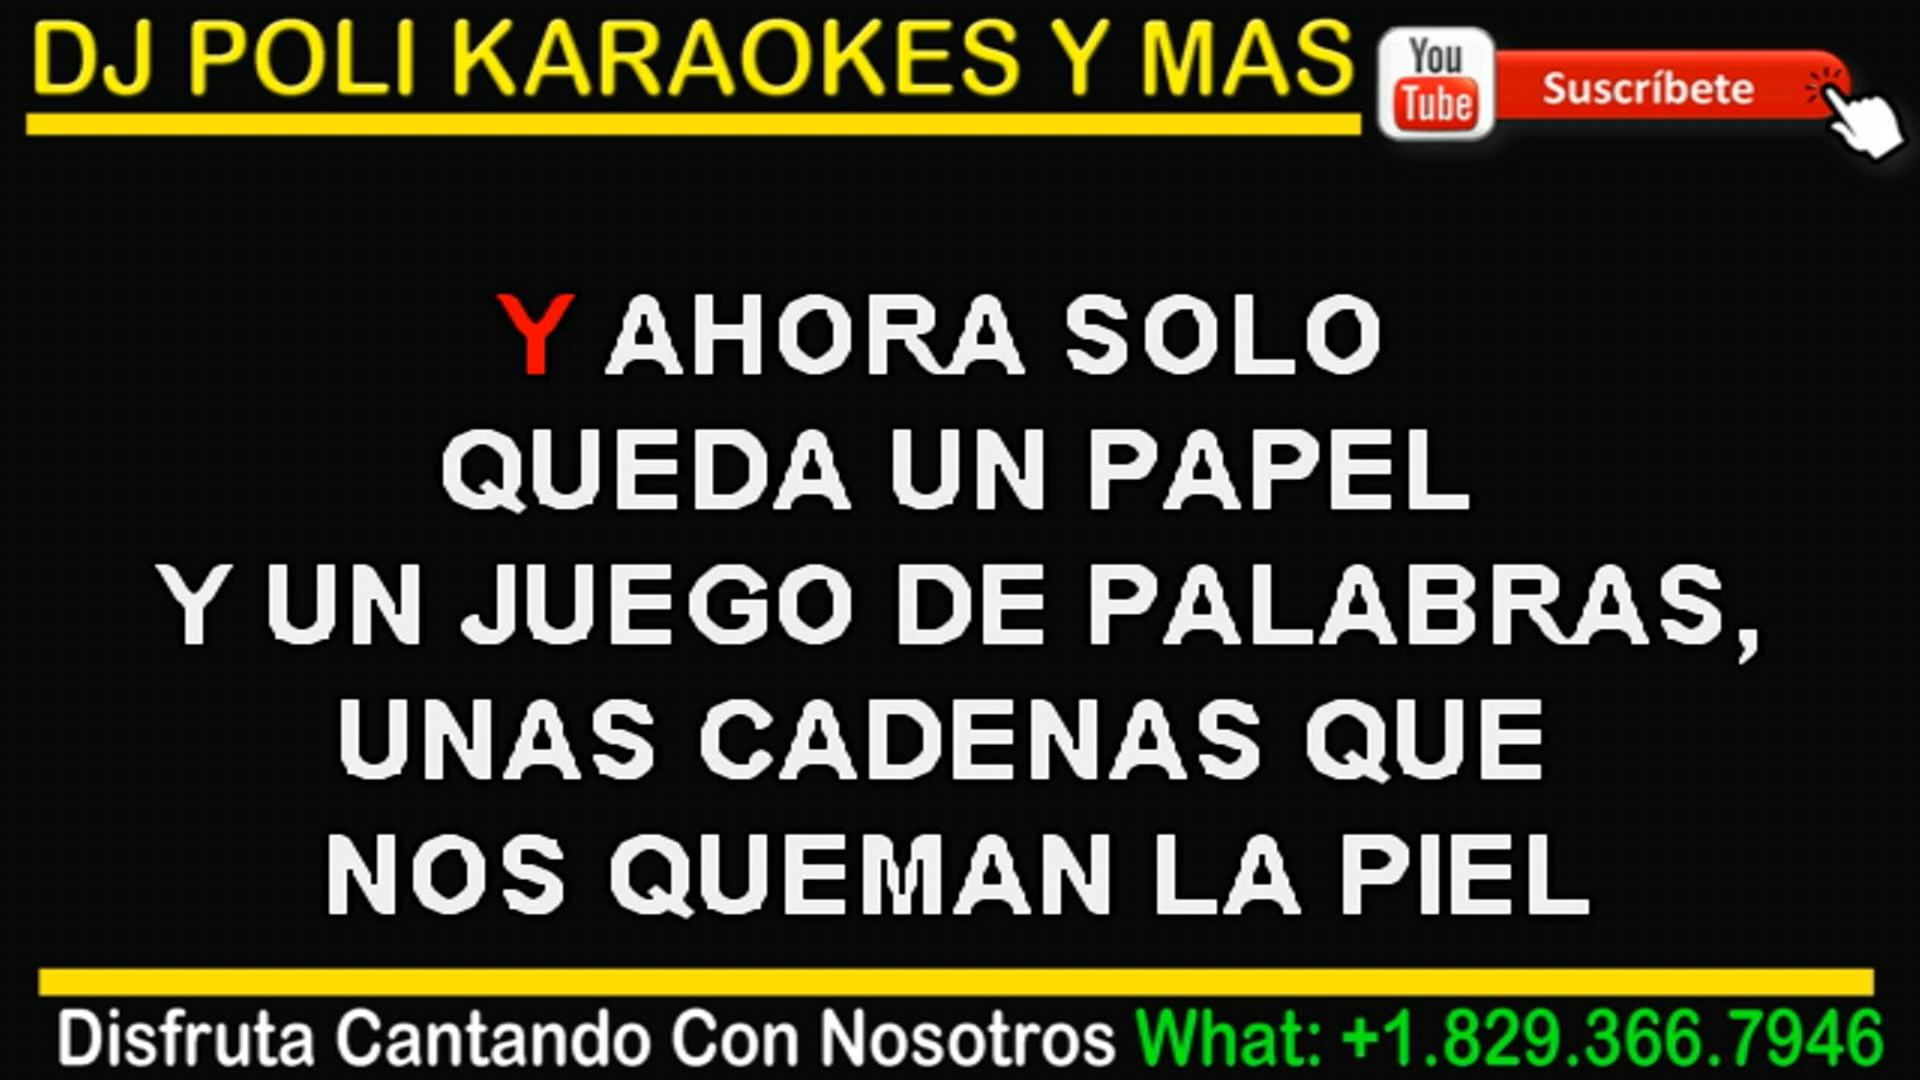 DJ POLI KARAOKES Y MAS
You
Tube
Suscríbete
Y AHORA SOLO
QUEDA UN PAPEL
Y UN JUEGO DE PALABRAS,
UNAS CADENAS QUE
NOS QUEMAN LA PIEL
Disfruta Cantando Con Nosotros What: +1.829.366.7946